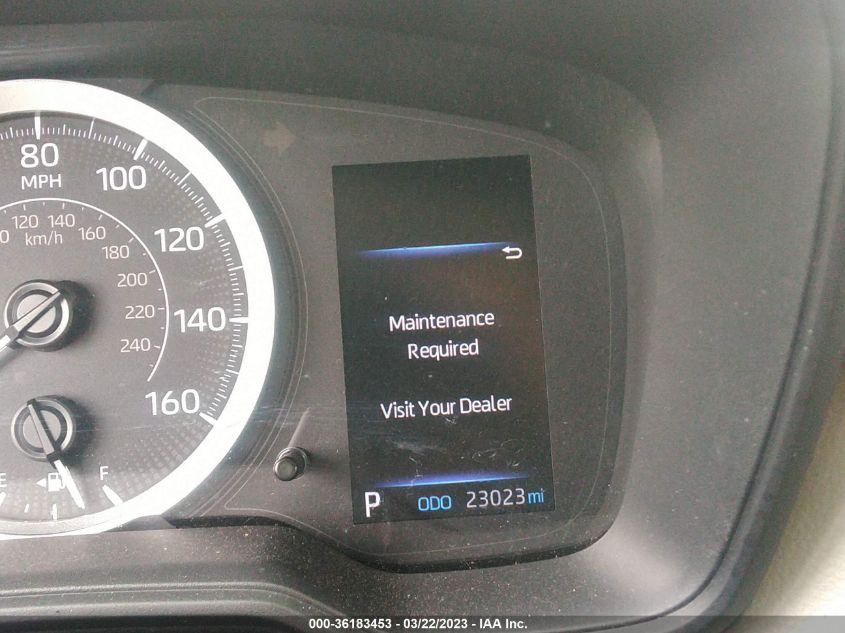 80
MPH
100
120
140
160
120 140
km/h
160
180
200
220
240
E
F
Maintenance
Required
Visit Your Dealer
P ODO 23023 mi
000-36183453 - 03/22/2023 - IAA Inc.